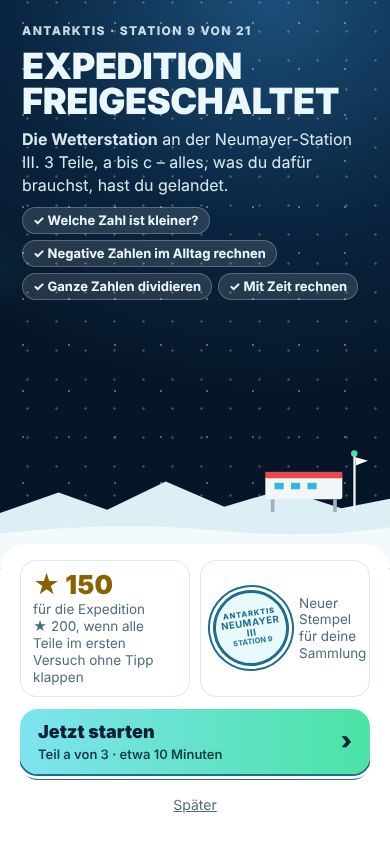 ANTARKTIS · STATION 9 VON 21
EXPEDITION
FREIGESCHALTET
Die Wetterstation an der Neumayer-Station
III. 3 Teile, a bis c – alles, was du dafür
brauchst, hast du gelandet.
✓ Welche Zahl ist kleiner?
✓ Negative Zahlen im Alltag rechnen
✓ Ganze Zahlen dividieren
✓ Mit Zeit rechnen
★ 150
für die Expedition
★ 200, wenn alle
Teile im ersten
Versuch ohne Tipp
klappen
ANTARKTIS
NEUMAYER
III
STATION 9
Neuer
Stempel
für deine
Sammlung
Jetzt starten
Teil a von 3 · etwa 10 Minuten
›
Später